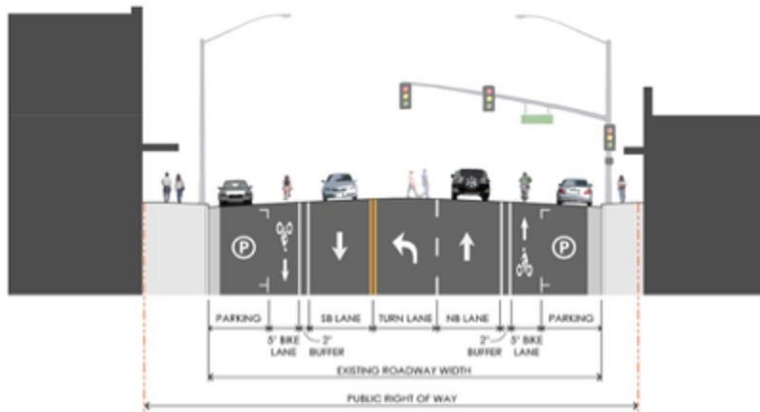 P
P
PARKING
SB LANE
TURN LANE
NB LANE
PARKING
5' BIKE
LANE
2'
BUFFER
2'
BUFFER
5' BIKE
LANE
EXISTING ROADWAY WIDTH
PUBLIC RIGHT OF WAY